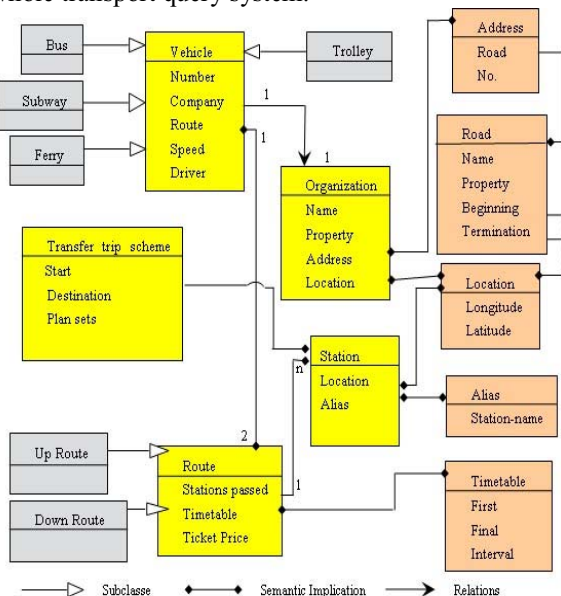 whole transport query system.
Bus
Subway
Ferry
Vehicle
Number
Company
Route
Speed
Driver
Trolley
1
1
1
Address
Road
No.
Road
Name
Property
Beginning
Termination
Organization
Name
Property
Address
Location
Transfer trip scheme
Start
Destination
Plan sets
Location
Longitude
Latitude
Station
Location
Alias
n
Alias
Station-name
Up Route
Down Route
2
Route
Stations passed
Timetable
Ticket Price
1
Timetable
First
Final
Interval
Subclasse
Semantic Implication
Relations